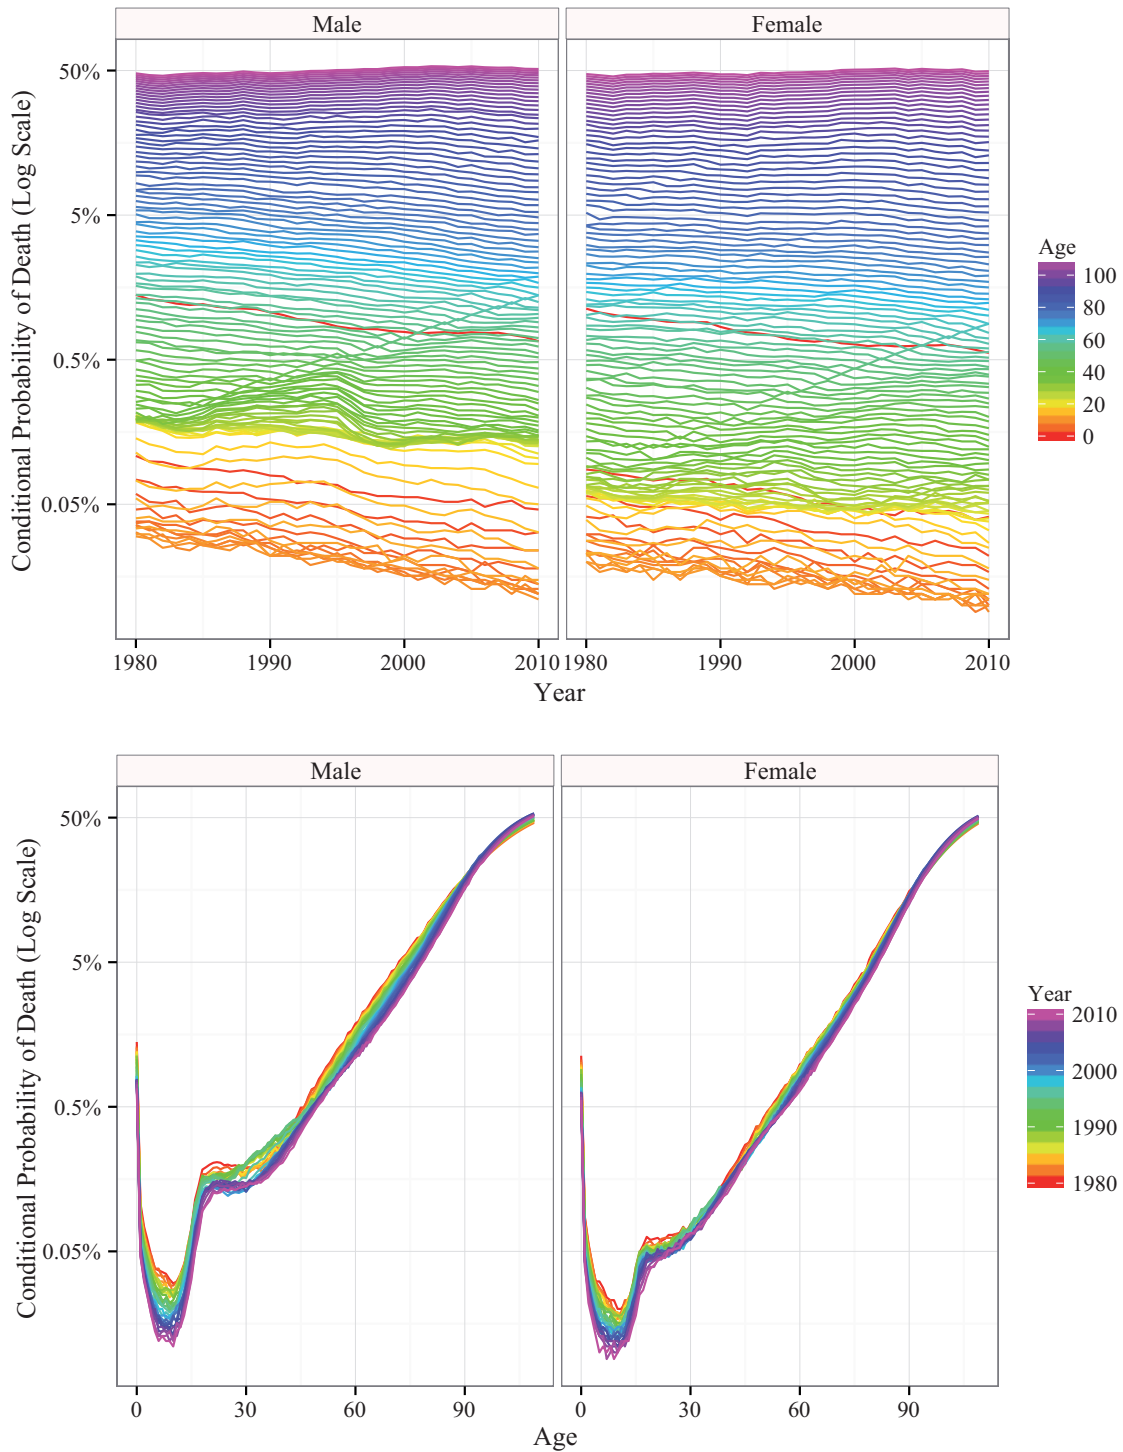 Male Female
Conditional Probability of Death (Log Scale)
50%
5%
0.5%
0.05%
1980 1990 2000 2010 1980 1990 2000 2010
Year
Age
100
80
60
40
20
0
Male Female
Conditional Probability of Death (Log Scale)
50%
5%
0.5%
0.05%
0 30 60 90 0 30 60 90
Age
Year
2010
2000
1990
1980